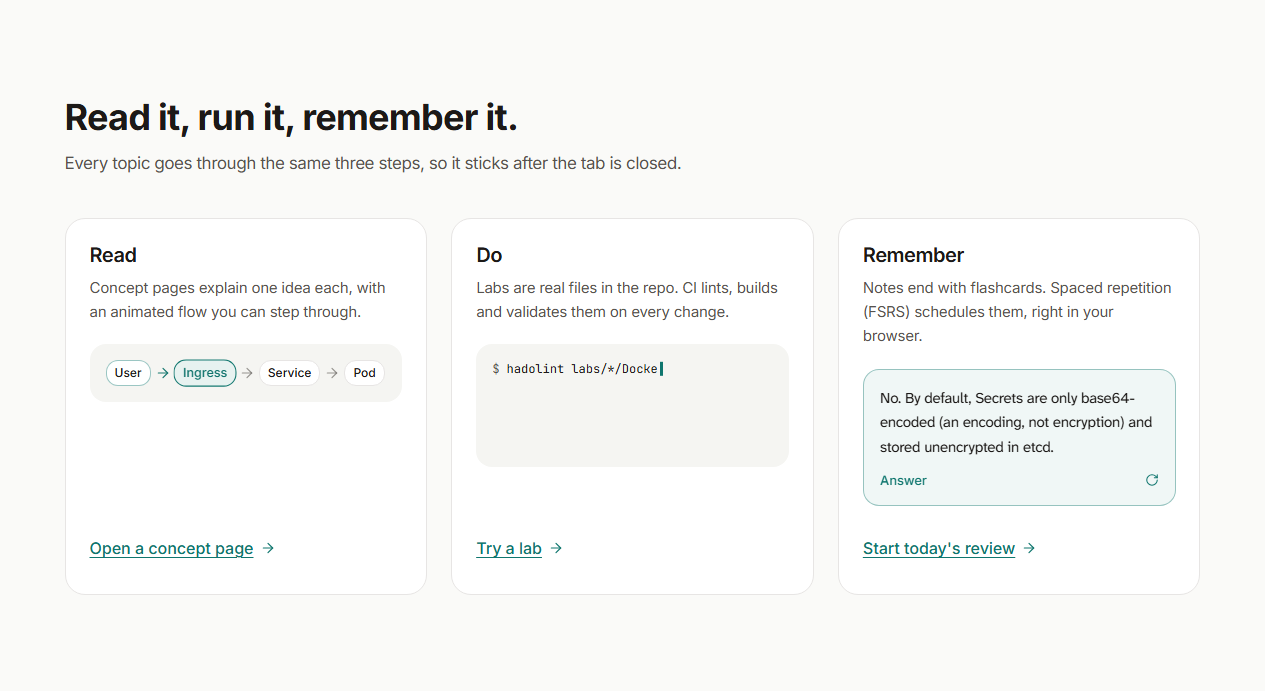 Read it, run it, remember it.
Every topic goes through the same three steps, so it sticks after the tab is closed.
Read
Concept pages explain one idea each, with
an animated flow you can step through.
User → Ingress → Service → Pod
Open a concept page →
Do
Labs are real files in the repo. CI lints, builds
and validates them on every change.
$ hadolint labs/*/Docke
Try a lab →
Remember
Notes end with flashcards. Spaced repetition
(FSRS) schedules them, right in your
browser.
No. By default, Secrets are only base64-
encoded (an encoding, not encryption) and
stored unencrypted in etcd.
Answer
Start today's review →